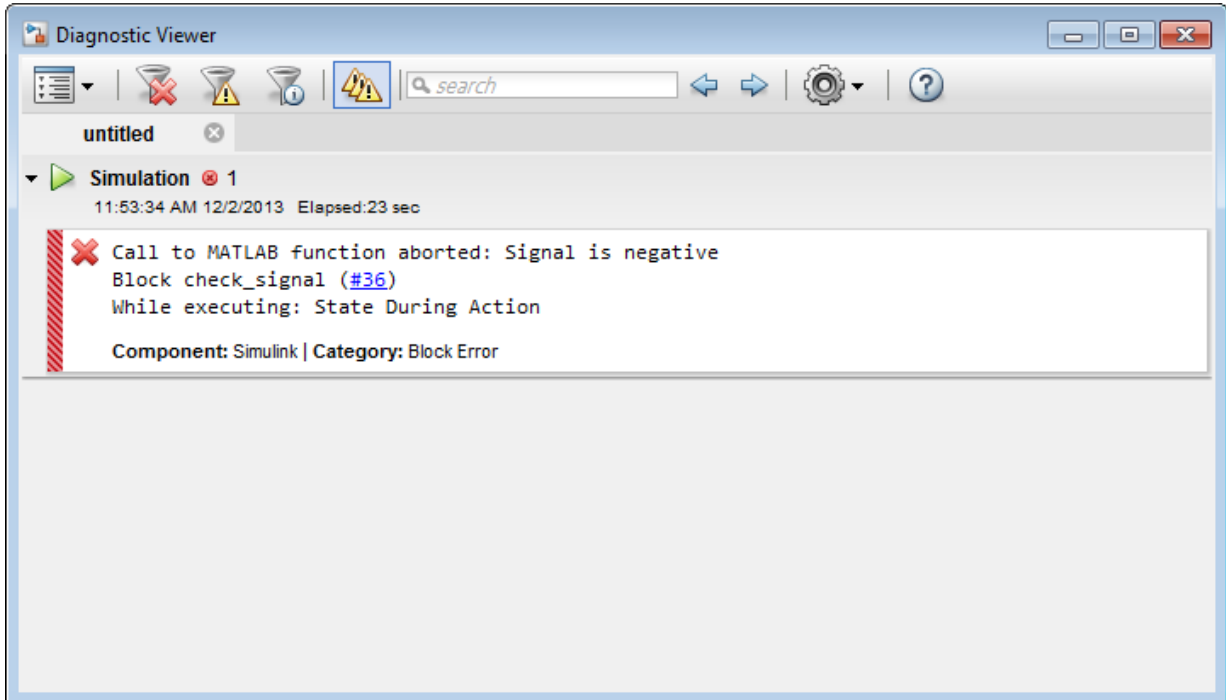 Diagnostic Viewer
search
untitled
Simulation 1
11:53:34 AM 12/2/2013 Elapsed:23 sec
Call to MATLAB function aborted: Signal is negative
Block check_signal (#36)
While executing: State During Action
Component: Simulink | Category: Block Error